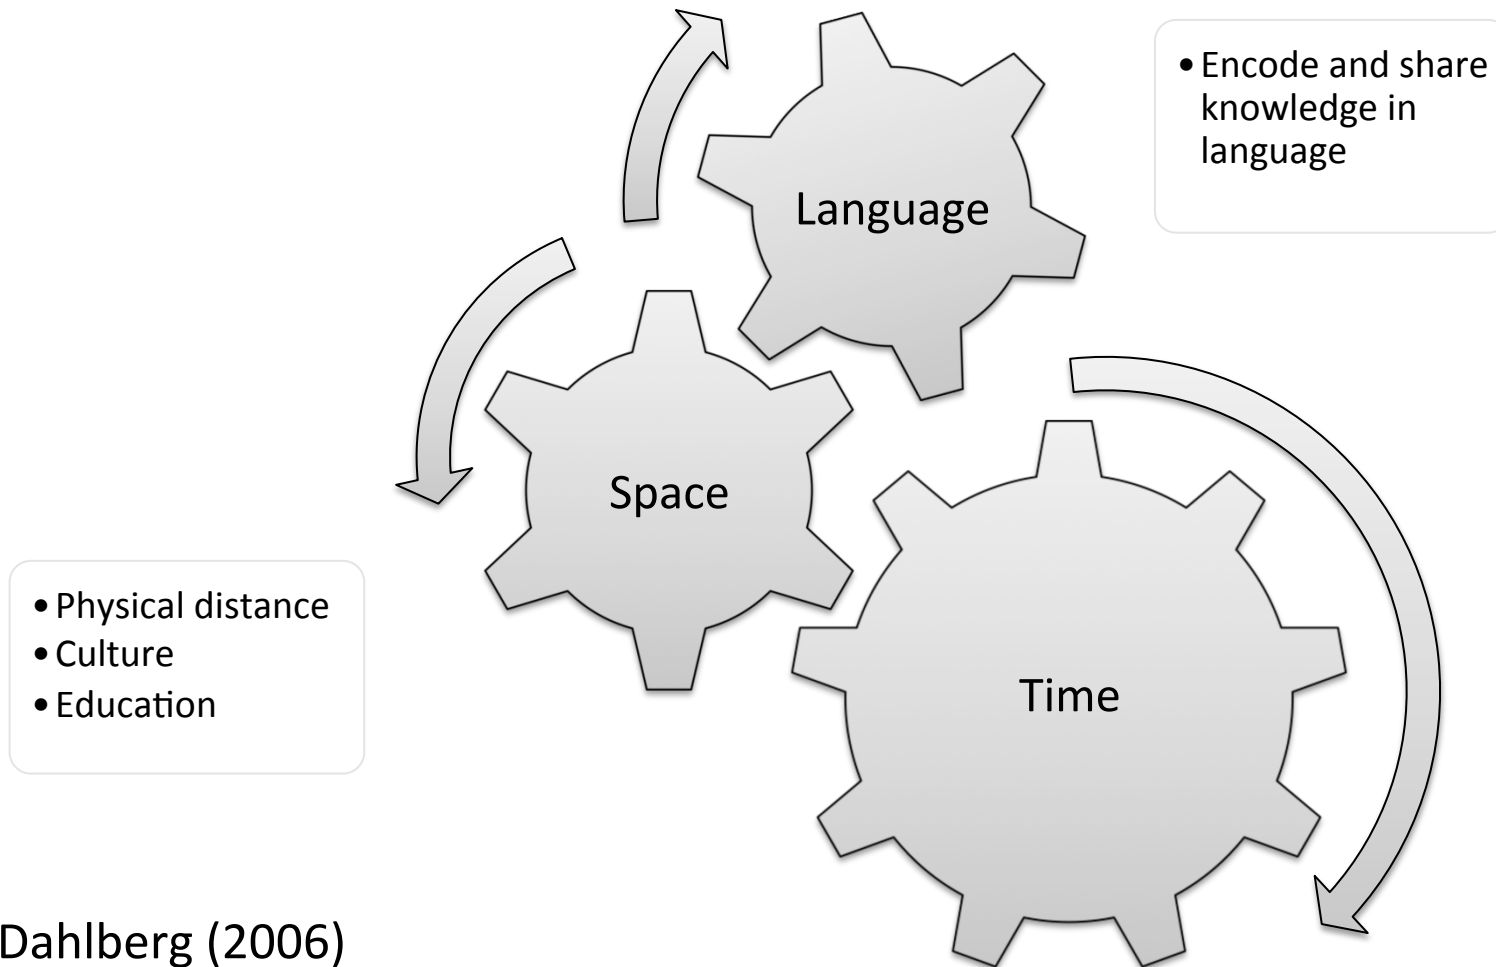 • Encode and share
knowledge in
language
Language
Space
• Physical distance
• Culture
• Education
Time
Dahlberg (2006)